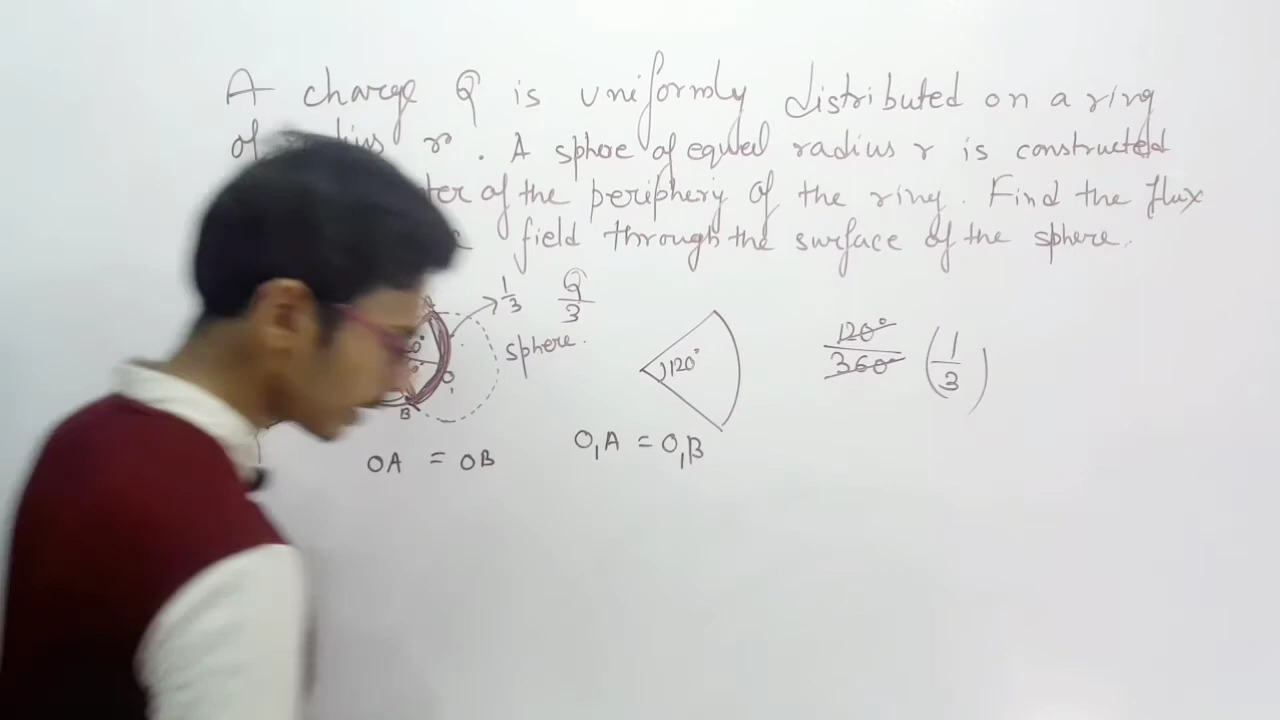 A charge Q is uniformly distributed on a ring
of radius r. A sphere of equal radius r is constructed
of the periphery of the ring. Find the flux
field through the surface of the sphere.
1/3 Q/3
sphere.
120°
120°/360° (1/3)
O
B
OA = OB
O₁A = O₁B